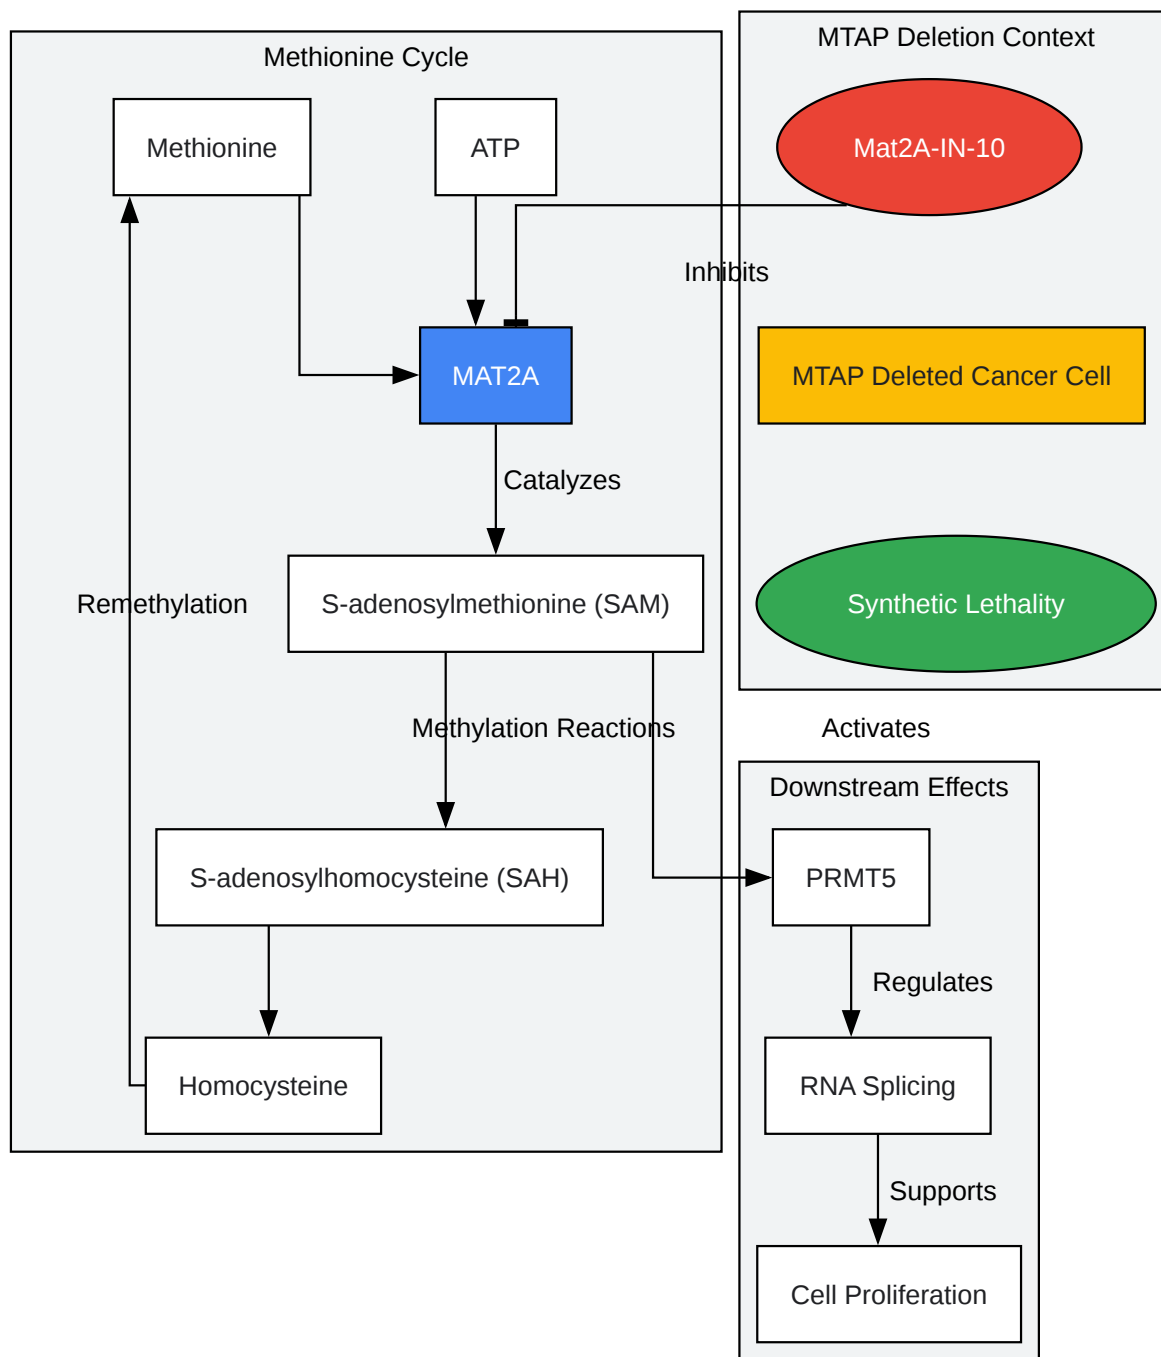 MTAP Deletion Context
Methionine Cycle
Methionine
ATP
Mat2A-IN-10
Inhibits
MAT2A
MTAP Deleted Cancer Cell
Catalyzes
Remethylation
S-adenosylmethionine (SAM)
Synthetic Lethality
Methylation Reactions
Activates
Downstream Effects
S-adenosylhomocysteine (SAH)
PRMT5
Regulates
Homocysteine
RNA Splicing
Supports
Cell Proliferation